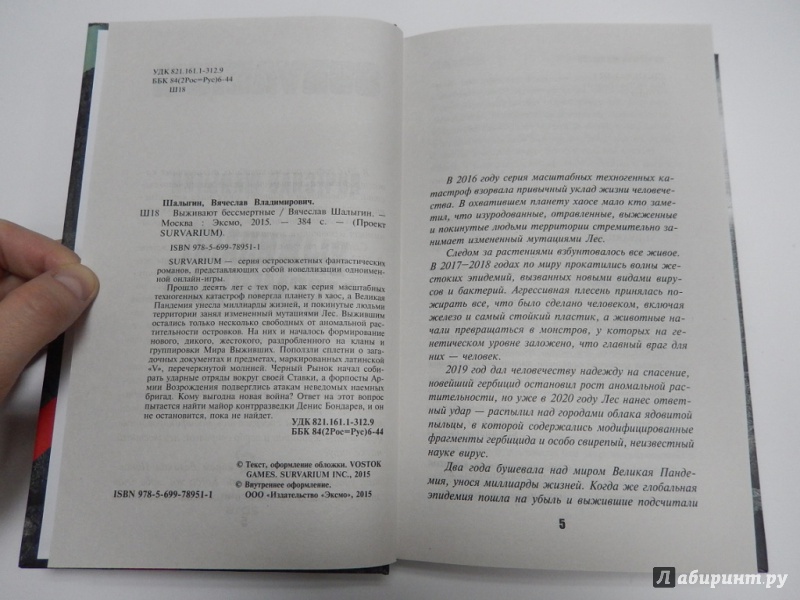 УДК 821.161.1-312.9
ББК 84(2Рос=Рус)6-44
Ш18
Шалыгин, Вячеслав Владимирович.
Ш18 Выживают бессмертные / Вячеслав Шалыгин. —
Москва : Эксмо, 2015. — 384 с. — (Проект
SURVARIUM).
ISBN 978-5-699-78951-1
SURVARIUM — серия остросюжетных фантастических
романов, представляющих собой новеллизации одноимен-
ной онлайн-игры.
Прошло десять лет с тех пор, как серия масштабных
техногенных катастроф повергла планету в хаос, а Великая
Пандемия унесла миллиарды жизней, и покинутые людьми
территории занял измененный мутациями Лес. Выжившим
остались только несколько свободных от аномальной рас-
тительности островков. На них и началось формирование
нового, дикого, жестокого, раздробленного на кланы и
группировки Мира Выживших. Поползли сплетни о зага-
дочных документах и предметах, маркированных латинской
«V», перечеркнутой молнией. Черный Рынок начал соби-
рать ударные отряды вокруг своей Ставки, а форпосты Ар-
мии Возрождения подверглись атакам неведомых наемных
бригад. Кому выгодна новая война? Ответ на этот вопрос
пытается найти майор контрразведки Денис Бондарев, и он
не остановится, пока не найдет.
УДК 821.161.1-312.9
ББК 84(2Рос=Рус)6-44
© Текст, оформление обложки. VOSTOK
GAMES. SURVARIUM INC., 2015
© Внутреннее оформление.
ISBN 978-5-699-78951-1 ООО «Издательство «Эксмо», 2015
В 2016 году серия масштабных техногенных ка-
тастроф взорвала привычный уклад жизни человече-
ства. В охватившем планету хаосе мало кто заме-
тил, что изуродованные, отравленные, выжженные
и покинутые людьми территории стремительно за-
нимает измененный мутациями Лес.
Следом за растениями взбунтовалось все живое.
В 2017–2018 годах по миру прокатились волны же-
стоких эпидемий, вызванных новыми видами виру-
сов и бактерий. Агрессивная плесень принялась по-
жирать все, что было сделано человеком, включая
железо и самый стойкий пластик, а животные нача-
ли превращаться в монстров, у которых на ге-
нетическом уровне заложено, что главный враг для
них — человек.
2019 год дал человечеству надежду на спасение,
новейший гербицид остановил рост аномальной рас-
тительности, но уже в 2020 году Лес нанес ответ-
ный удар — распылил над городами облака ядовитой
пыльцы, в которой содержались модифицированные
фрагменты гербицида и особо свирепый, неизвестный
науке вирус.
Два года бушевала над миром Великая Панде-
мия, унося миллиарды жизней. Когда же глобальная
эпидемия пошла на убыль и выжившие подсчитали
5
Лабиринт.ру